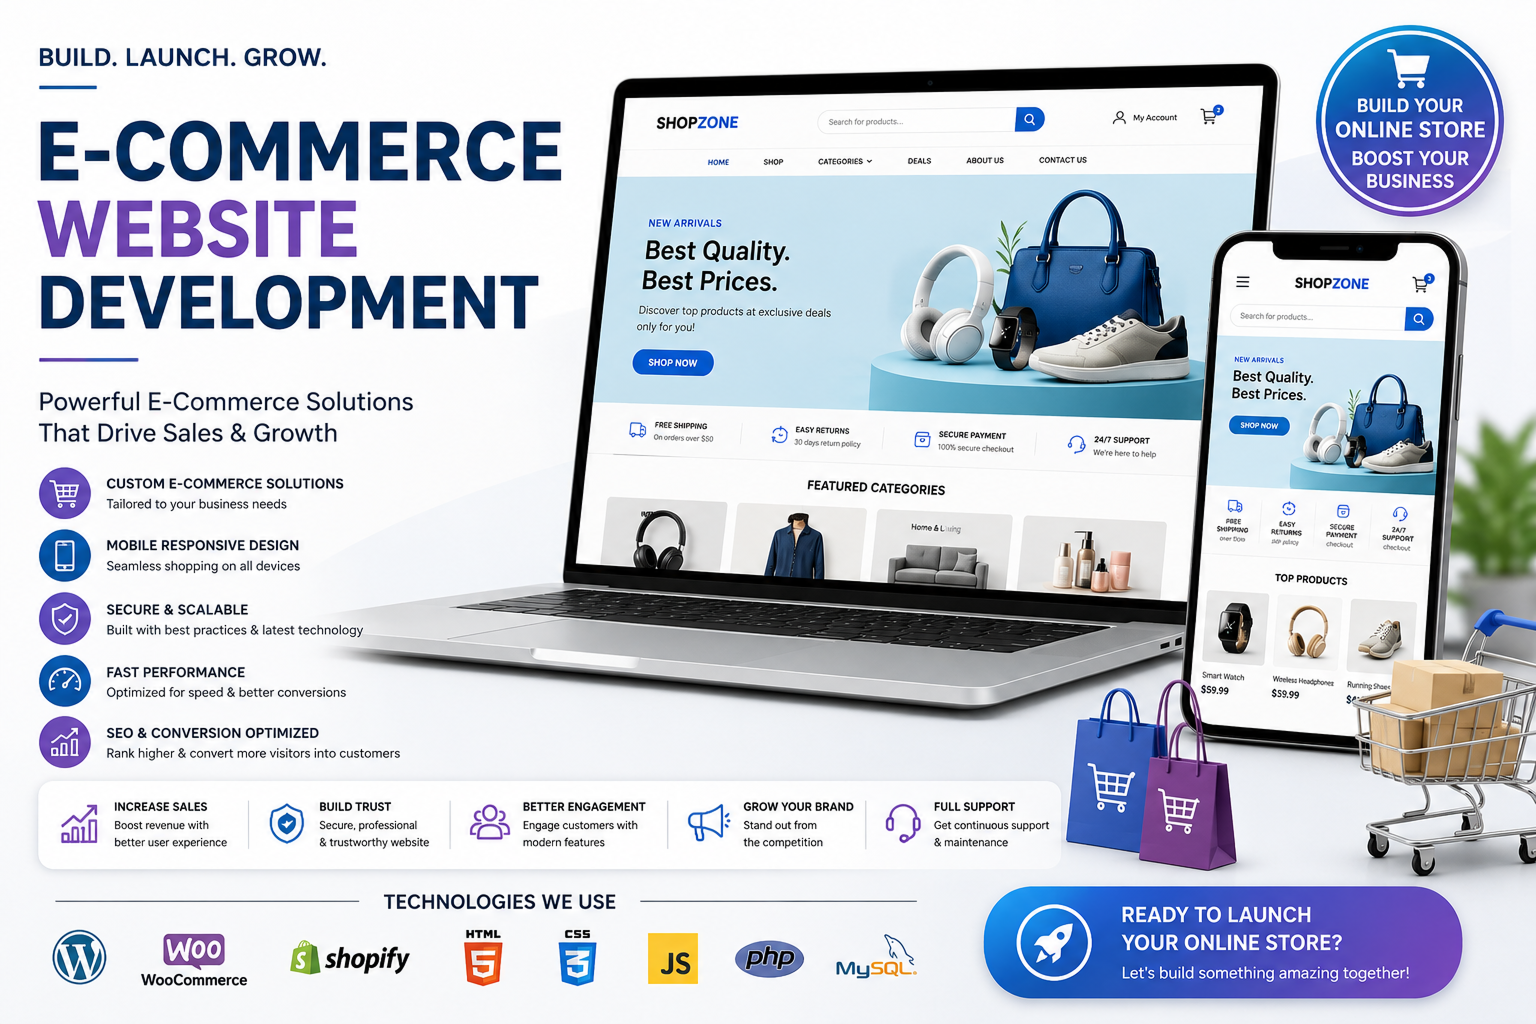 BUILD. LAUNCH. GROW.
E-COMMERCE
WEBSITE
DEVELOPMENT
Powerful E-Commerce Solutions
That Drive Sales & Growth
CUSTOM E-COMMERCE SOLUTIONS
Tailored to your business needs
MOBILE RESPONSIVE DESIGN
Seamless shopping on all devices
SECURE & SCALABLE
Built with best practices & latest technology
FAST PERFORMANCE
Optimized for speed & better conversions
SEO & CONVERSION OPTIMIZED
Rank higher & convert more visitors into customers
SHOPZONE
Search for products...
My Account
2
HOME SHOP CATEGORIES DEALS ABOUT US CONTACT US
NEW ARRIVALS
Best Quality.
Best Prices.
Discover top products at exclusive deals
only for you!
SHOP NOW
FREE SHIPPING
On orders over $50
EASY RETURNS
30 days return policy
SECURE PAYMENT
100% secure checkout
24/7 SUPPORT
We're here to help
FEATURED CATEGORIES
Home & Living
BUILD YOUR
ONLINE STORE
BOOST YOUR
BUSINESS
SHOPZONE
3
Search for products...
NEW ARRIVALS
Best Quality.
Best Prices.
SHOP NOW
FREE
SHIPPING
EASY
RETURNS
policy
SECURE
PAYMENT
checkout
24/7
SUPPORT
checkout
TOP PRODUCTS
Smart Watch
$59.99
Wireless Headphones
$59.99
Running Shoes
INCREASE SALES
Boost revenue with
better user experience
BUILD TRUST
Secure, professional
& trustworthy website
BETTER ENGAGEMENT
Engage customers with
modern features
GROW YOUR BRAND
Stand out from
the competition
FULL SUPPORT
Get continuous support
& maintenance
TECHNOLOGIES WE USE
W
WOO
WooCommerce
S shopify
HTML
5
CSS
3
JS
php
MySQL
READY TO LAUNCH
YOUR ONLINE STORE?
Let's build something amazing together!